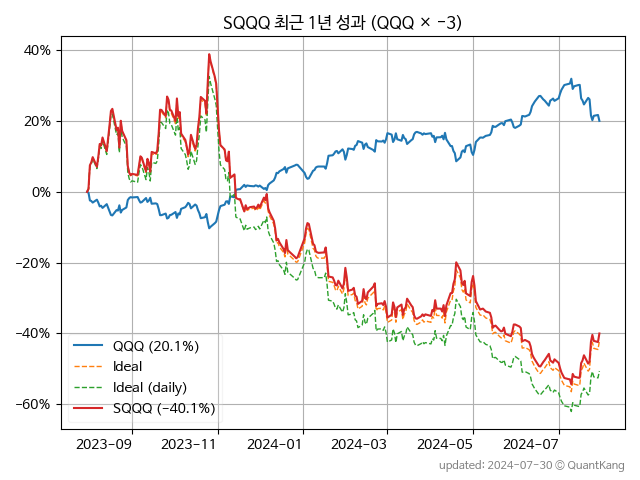 SQQQ 최근 1년 성과 (QQQ × −3)
40%
20%
0%
−20%
−40%
−60%
QQQ (20.1%)
Ideal
Ideal (daily)
SQQQ (−40.1%)
2023−09
2023−11
2024−01
2024−03
2024−05
2024−07
updated: 2024-07-30 © QuantKang